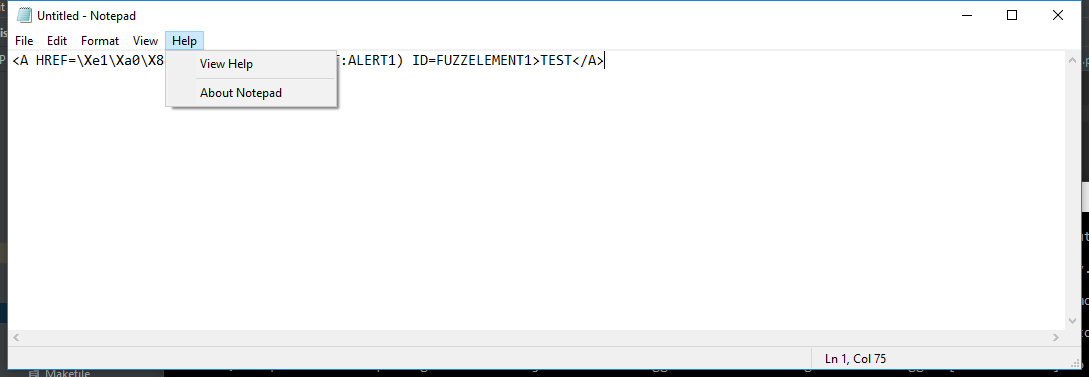 Untitled - Notepad
File Edit Format View Help
<A HREF=\Xe1\Xa0\X8 :ALERT1) ID=FUZZELEMENT1>TEST</A>
View Help
About Notepad
Ln 1, Col 75
Makefile